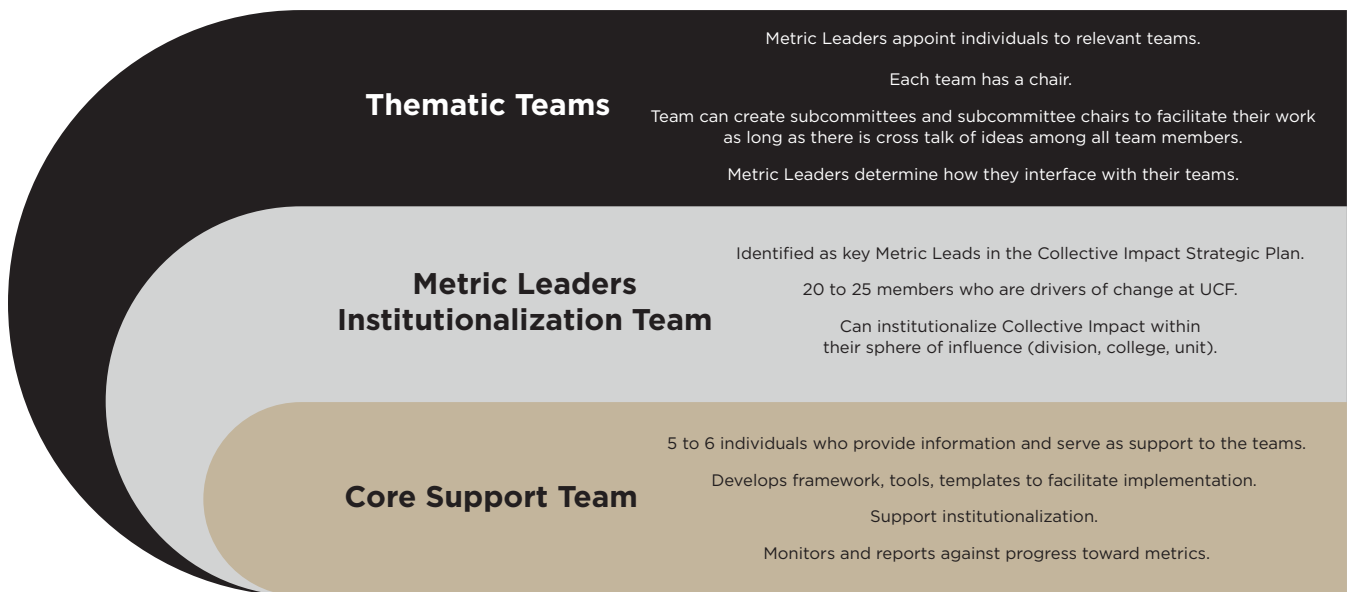 Thematic Teams
Metric Leaders appoint individuals to relevant teams.
Each team has a chair.
Team can create subcommittees and subcommittee chairs to facilitate their work
as long as there is cross talk of ideas among all team members.
Metric Leaders determine how they interface with their teams.
Metric Leaders
Institutionalization Team
Identified as key Metric Leads in the Collective Impact Strategic Plan.
20 to 25 members who are drivers of change at UCF.
Can institutionalize Collective Impact within
their sphere of influence (division, college, unit).
Core Support Team
5 to 6 individuals who provide information and serve as support to the teams.
Develops framework, tools, templates to facilitate implementation.
Support institutionalization.
Monitors and reports against progress toward metrics.